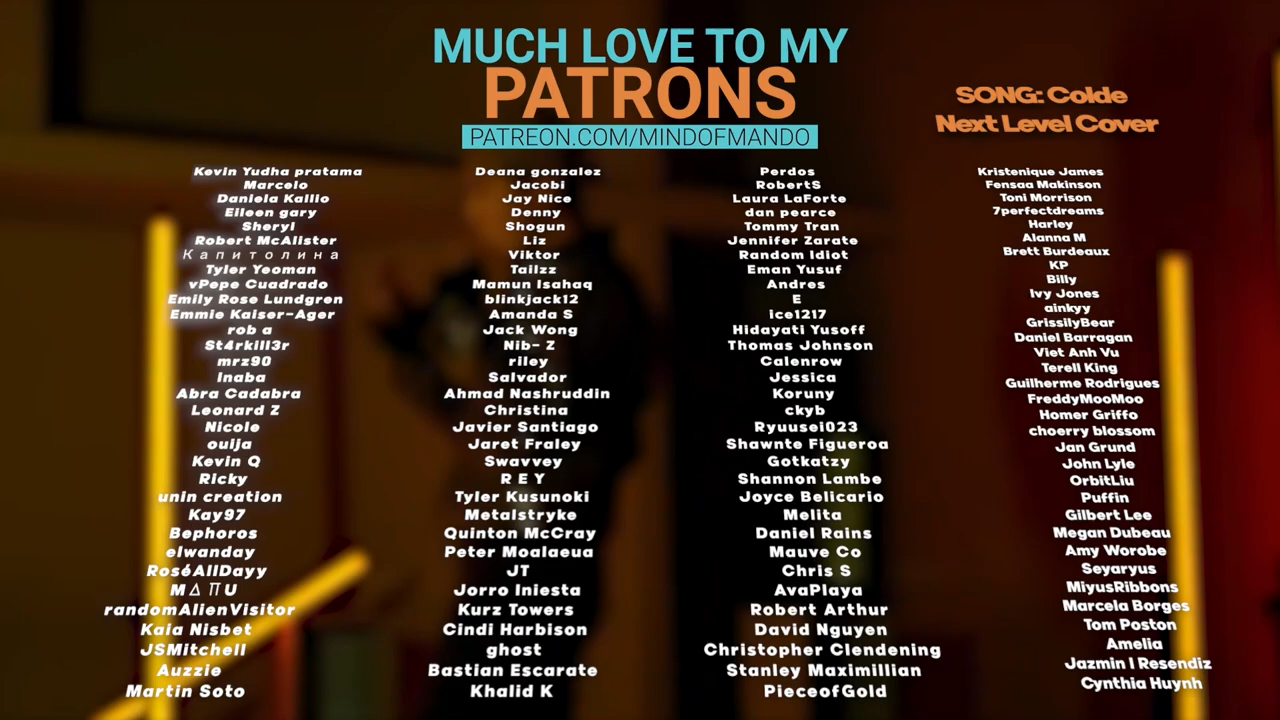 MUCH LOVE TO MY
PATRONS
PATREON.COM/MINDOFMANDO
SONG: Colde
Next Level Cover
Kevin Yudha pratama
Marcelo
Daniela Kallio
Eileen gary
Sheryl
Robert McAlister
Капитолина
Tyler Yeoman
vPope Cuadrado
Emily Rose Lundgren
Emmie Kaiser-Ager
rob a
St4rkill3r
mrz90
Inaba
Abra Cadabra
Leonard Z
Nicole
ouija
Kevin Q
Ricky
unin creation
Kay97
Bephoros
elwanday
RoséAllDayy
M∆ΠU
randomAlienVisitor
Kaia Nisbet
JSMitchell
Auzzie
Martin Soto
Deana gonzalez
Jacobi
Jay Nice
Denny
Shogun
Liz
Viktor
Tailzz
Mamun Isahaq
blinkjack12
Amanda S
Jack Wong
Nib- Z
riley
Salvador
Ahmad Nashruddin
Christina
Javier Santiago
Jaret Fraley
Swavvey
R E Y
Tyler Kusunoki
Metalstryke
Quinton McCray
Peter Moalaeua
JT
Jorro Iniesta
Kurz Towers
Cindi Harbison
ghost
Bastian Escarate
Khalid K
Perdos
RobertS
Laura LaForte
dan pearce
Tommy Tran
Jennifer Zarate
Random Idiot
Eman Yusuf
Andres
E
ice1217
Hidayati Yusoff
Thomas Johnson
Calenrow
Jessica
Koruny
ckyb
Ryuusei023
Shawnte Figueroa
Gotkatzy
Shannon Lambe
Joyce Belicario
Melita
Daniel Rains
Mauve Co
Chris S
AvaPlaya
Robert Arthur
David Nguyen
Christopher Clendening
Stanley Maximillian
PieceofGold
Kristenique James
Fensaa Makinson
Toni Morrison
7perfectdreams
Harley
Alanna M
Brett Burdeaux
KP
Billy
Ivy Jones
ainkyy
GrissilyBear
Daniel Barragan
Viet Anh Vu
Terell King
Guilherme Rodrigues
FreddyMooMoo
Homer Griffo
choerry blossom
Jan Grund
John Lyle
OrbitLiu
Puffin
Gilbert Lee
Megan Dubeau
Amy Worobe
Seyaryus
MiyusRibbons
Marcela Borges
Tom Poston
Amelia
Jazmin I Resendiz
Cynthia Huynh